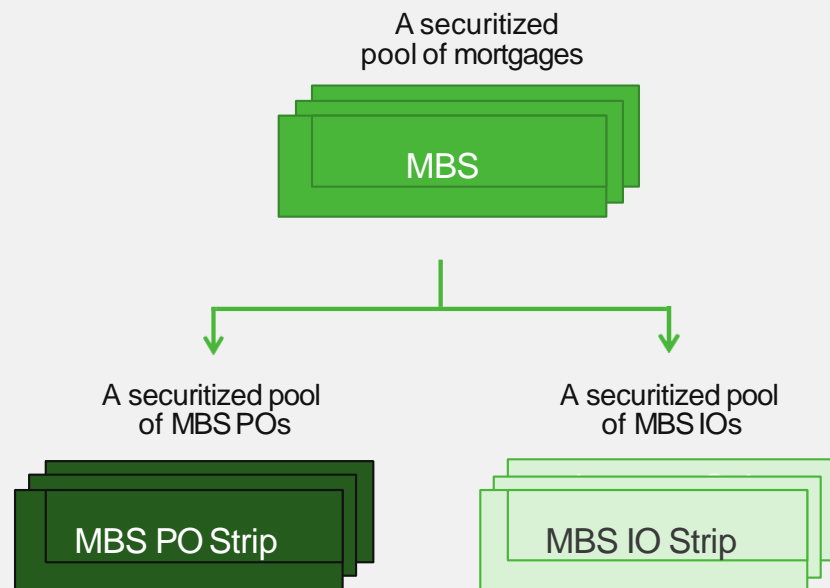 A securitized
pool of mortgages
MBS
A securitized pool
of MBS POs
A securitized pool
of MBS IOs
MBS PO Strip
MBS IO Strip